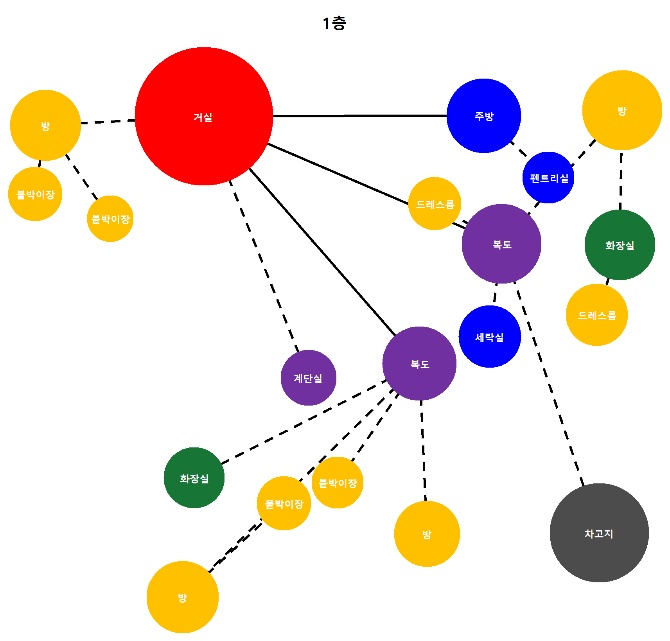 1층
거실
주방
방
방
펜트리실
붙박이장
드레스룸
붙박이장
복도
화장실
드레스룸
세탁실
복도
계단실
화장실
붙박이장
붙박이장
방
차고지
방